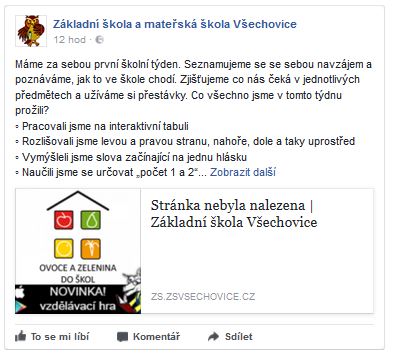 Základní škola a mateřská škola Všechovice
12 hod ·
Máme za sebou první školní týden. Seznamujeme se se sebou navzájem a
poznáváme, jak to ve škole chodí. Zjišťujeme co nás čeká v jednotlivých
předmětech a užíváme si přestávky. Co všechno jsme v tomto týdnu
prožili?
◦ Pracovali jsme na interaktivní tabuli
◦ Rozlišovali jsme levou a pravou stranu, nahoře, dole a taky uprostřed
◦ Vymýšleli jsme slova začínající na jednu hlásku
◦ Naučili jsme se určovat „počet 1 a 2“... Zobrazit další
OVOCE A ZELENINA
DO ŠKOL
NOVINKA!
vzdělávací hra
Stránka nebyla nalezena |
Základní škola Všechovice
ZS.ZSVSECHOVICE.CZ
To se mi líbí Komentář Sdílet